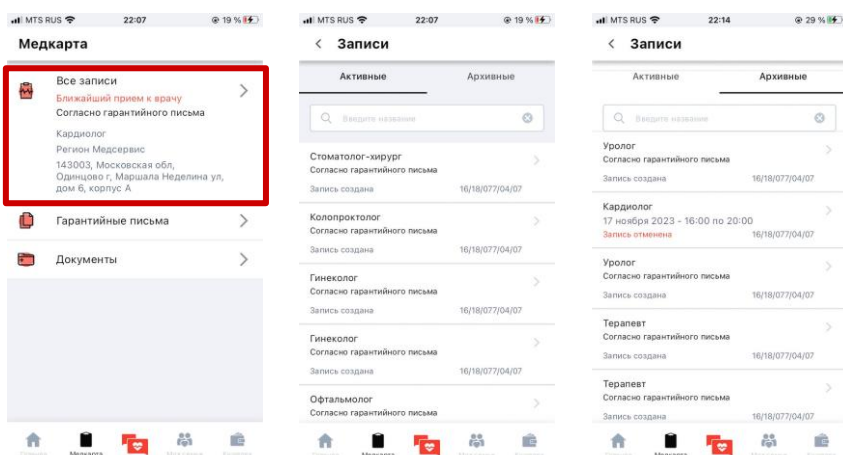 MTS RUS 22:07 19 %
Медкарта
Все записи
Ближайший прием к врачу
Согласно гарантийного письма
Кардиолог
Регион Медсервис
143003, Московская обл,
Одинцово г, Маршала Неделина ул,
дом 6, корпус А
Гарантийные письма
Документы
Медкарта
MTS RUS 22:07 19 %
Записи
Активные Архивные
Введите название
Стоматолог-хирург
Согласно гарантийного письма
Запись создана 16/18/077/04/07
Колопроктолог
Согласно гарантийного письма
Запись создана 16/18/077/04/07
Гинеколог
Согласно гарантийного письма
Запись создана 16/18/077/04/07
Гинеколог
Согласно гарантийного письма
Запись создана 16/18/077/04/07
Офтальмолог
Согласно гарантийного письма
Медкарта
MTS RUS 22:14 29 %
Записи
Активные Архивные
Введите название
Уролог
Согласно гарантийного письма
Запись создана 16/18/077/04/07
Кардиолог
17 ноября 2023 - 16:00 по 20:00
Запись отменена 16/18/077/04/07
Уролог
Согласно гарантийного письма
Запись создана 16/18/077/04/07
Терапевт
Согласно гарантийного письма
Запись создана 16/18/077/04/07
Терапевт
Согласно гарантийного письма
Запись создана 16/18/077/04/07
Медкарта